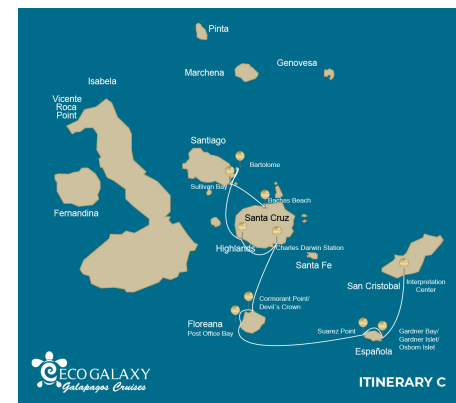 Pinta
Genovesa
Marchena
Isabela
Vicente
Roca
Point
Santiago
Bartolome
Sullivan Bay
Bachas Beach
Fernandina
Santa Cruz
Highlands
Charles Darwin Station
Santa Fe
San Cristobal
Interpretation
Center
Cormorant Point/
Devil´s Crown
Floreana
Post Office Bay
Suarez Point
Gardner Bay/
Gardner Islet/
Osborn Islet
Española
ECOGALAXY
Galapagos Cruises
ITINERARY C